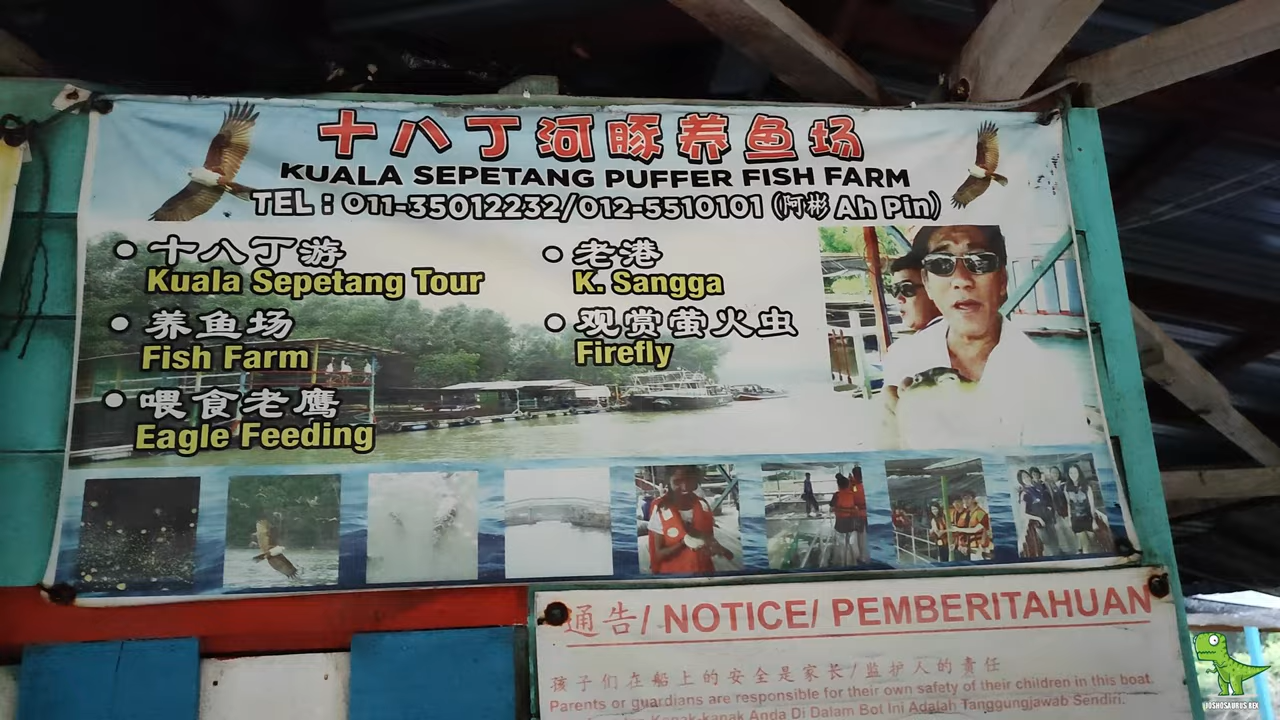 十八丁河豚养鱼场
KUALA SEPETANG PUFFER FISH FARM
TEL : 011-35012232/012-5510101 (阿彬 Ah Pin)
• 十八丁游
Kuala Sepetang Tour
• 养鱼场
Fish Farm
• 喂食老鹰
Eagle Feeding
• 老港
K. Sangga
• 观赏萤火虫
Firefly
通告/ NOTICE/ PEMBERITAHUAN
孩子们在船上的安全是家长/监护人的责任
Parents or guardians are responsible for their own safety of their children in this boat.
Kanak-kanak Anda Di Dalam Bot Ini Adalah Tanggungjawab Sendiri.
JOSHOSAURUS REX